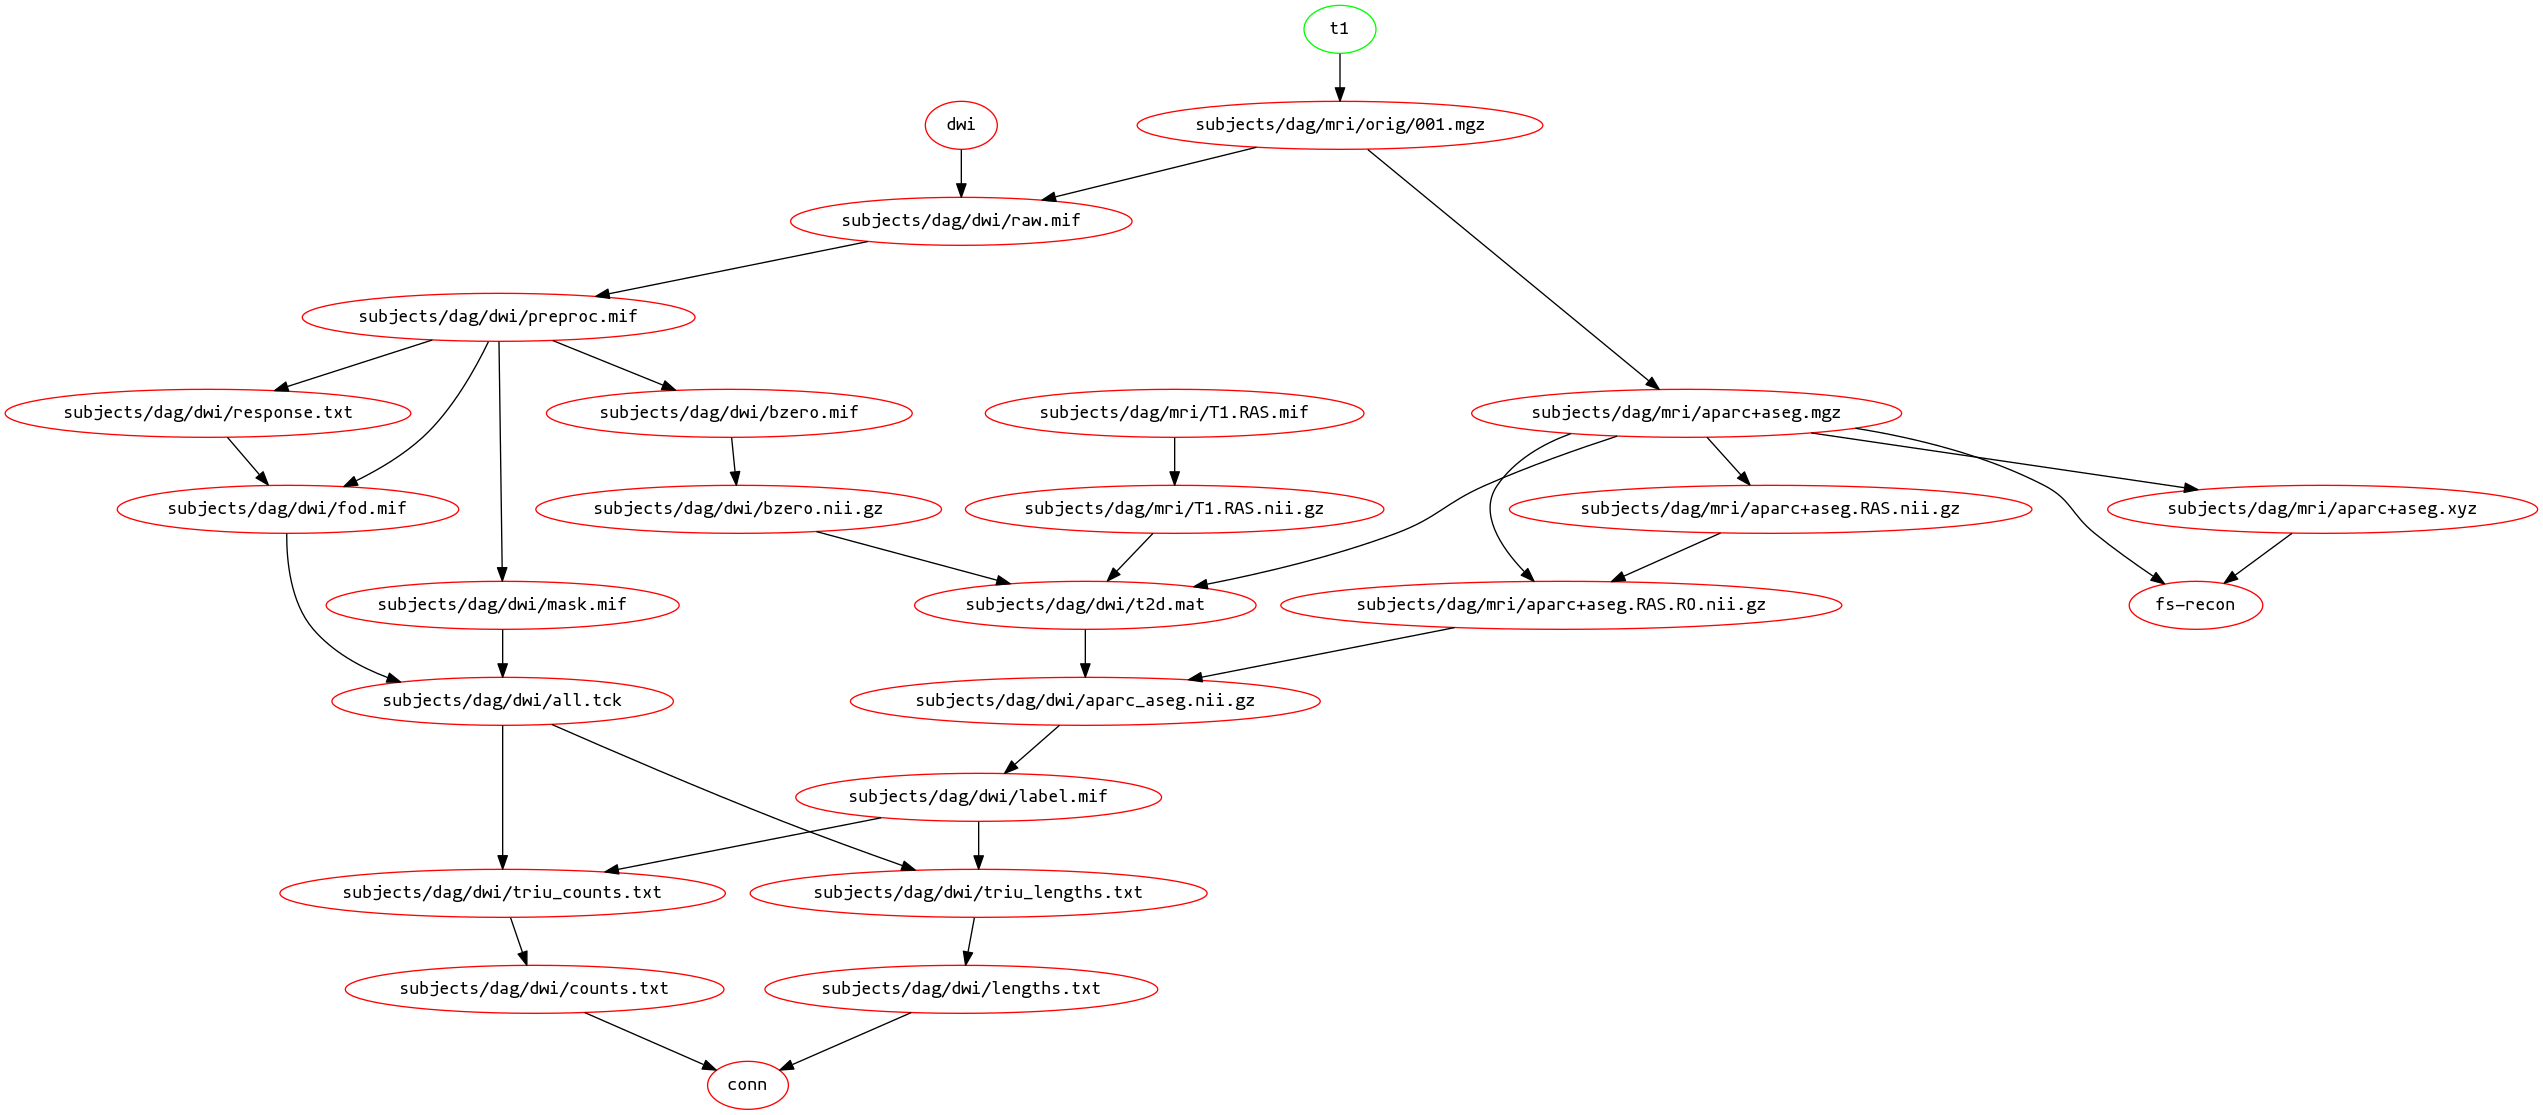 t1
dwi
subjects/dag/mri/orig/001.mgz
subjects/dag/dwi/raw.mif
subjects/dag/dwi/preproc.mif
subjects/dag/dwi/response.txt
subjects/dag/dwi/bzero.mif
subjects/dag/mri/T1.RAS.mif
subjects/dag/mri/aparc+aseg.mgz
subjects/dag/dwi/fod.mif
subjects/dag/dwi/bzero.nii.gz
subjects/dag/mri/T1.RAS.nii.gz
subjects/dag/mri/aparc+aseg.RAS.nii.gz
subjects/dag/mri/aparc+aseg.xyz
subjects/dag/dwi/mask.mif
subjects/dag/dwi/t2d.mat
subjects/dag/mri/aparc+aseg.RAS.RO.nii.gz
fs-recon
subjects/dag/dwi/all.tck
subjects/dag/dwi/aparc_aseg.nii.gz
subjects/dag/dwi/label.mif
subjects/dag/dwi/triu_counts.txt
subjects/dag/dwi/triu_lengths.txt
subjects/dag/dwi/counts.txt
subjects/dag/dwi/lengths.txt
conn